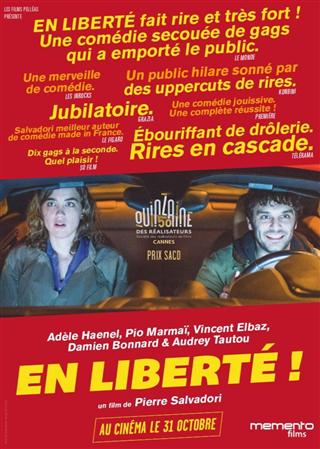 LES FILMS PELLÉAS
PRÉSENTE
EN LIBERTÉ fait rire et très fort !
Une comédie secouée de gags
qui a emporté le public.
LE MONDE
Une merveille
de comédie.
LES INROCKS
Un public hilare sonné par
des uppercuts de rires.
KORBINI
Jubilatoire.
GRAZIA
Une comédie jouissive.
Une complète réussite !
PREMIERE
Salvadori meilleur auteur
de comédie made in France.
LE FIGARO
Ébouriffant de drôlerie.
Rires en cascade.
TÉLÉRAMA
Dix gags à la seconde.
Quel plaisir !
SO FILM
QUINZAINE
50
DES RÉALISATEURS
CANNES
PRIX SACD
Adèle Haenel, Pio Marmaï, Vincent Elbaz,
Damien Bonnard & Audrey Tautou
EN LIBERTÉ !
un film de Pierre Salvadori
AU CINÉMA LE 31 OCTOBRE
memento
films